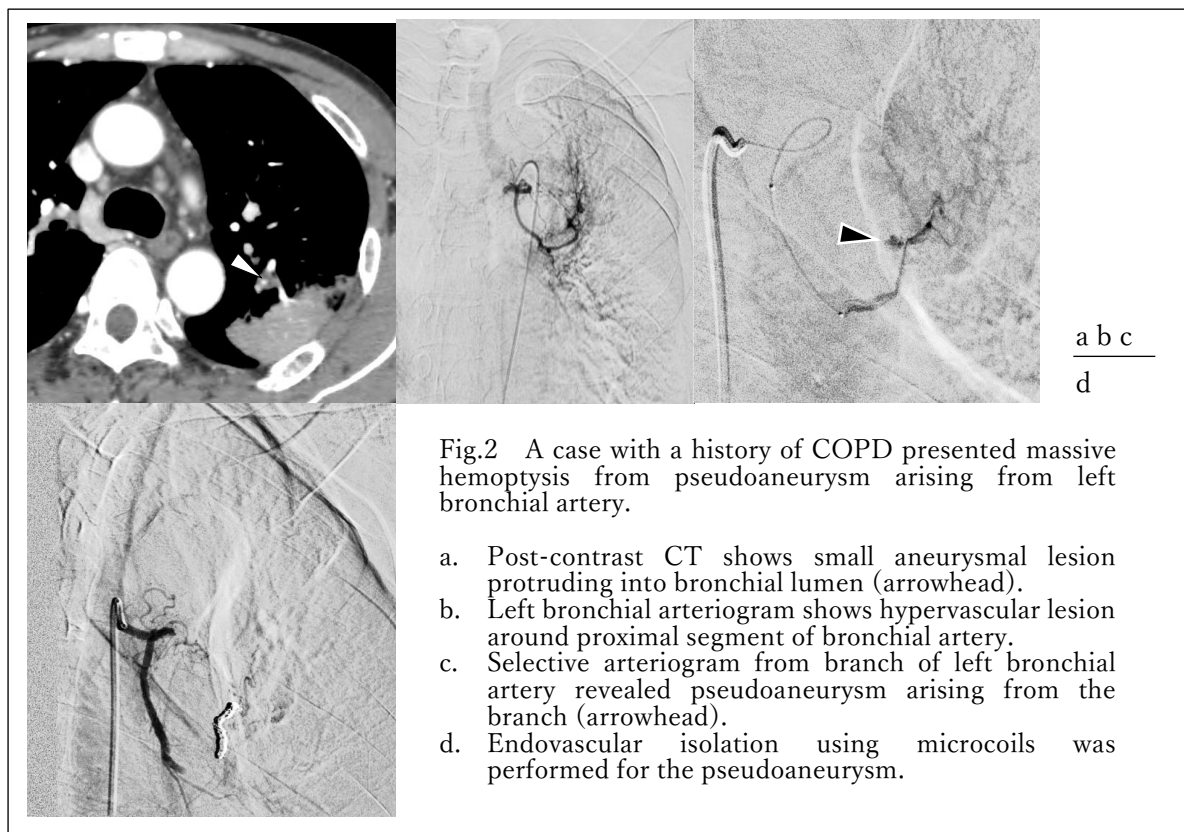 a b c
d
Fig.2 A case with a history of COPD presented massive
hemoptysis from pseudoaneurysm arising from left
bronchial artery.
a. Post-contrast CT shows small aneurysmal lesion
protruding into bronchial lumen (arrowhead).
b. Left bronchial arteriogram shows hypervascular lesion
around proximal segment of bronchial artery.
c. Selective arteriogram from branch of left bronchial
artery revealed pseudoaneurysm arising from the
branch (arrowhead).
d. Endovascular isolation using microcoils was
performed for the pseudoaneurysm.